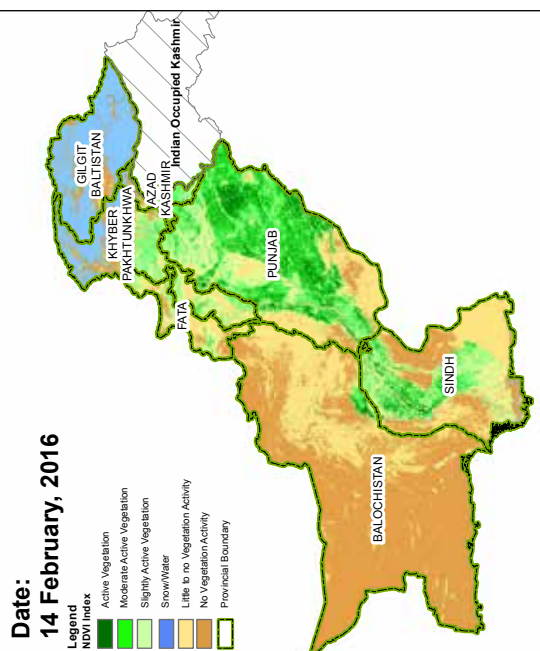 Date:
14 February, 2016
Legend
NDVI Index
Active Vegetation
Moderate Active Vegetation
Slightly Active Vegetation
Snow/Water
Little to no Vegetation Activity
No Vegetation Activity
Provincial Boundary
GILGIT
BALTISTAN
KHYBER
PAKHTUNKHWA
AZAD
KASHMIR
Indian Occupied Kashmir
FATA
PUNJAB
BALOCHISTAN
SINDH